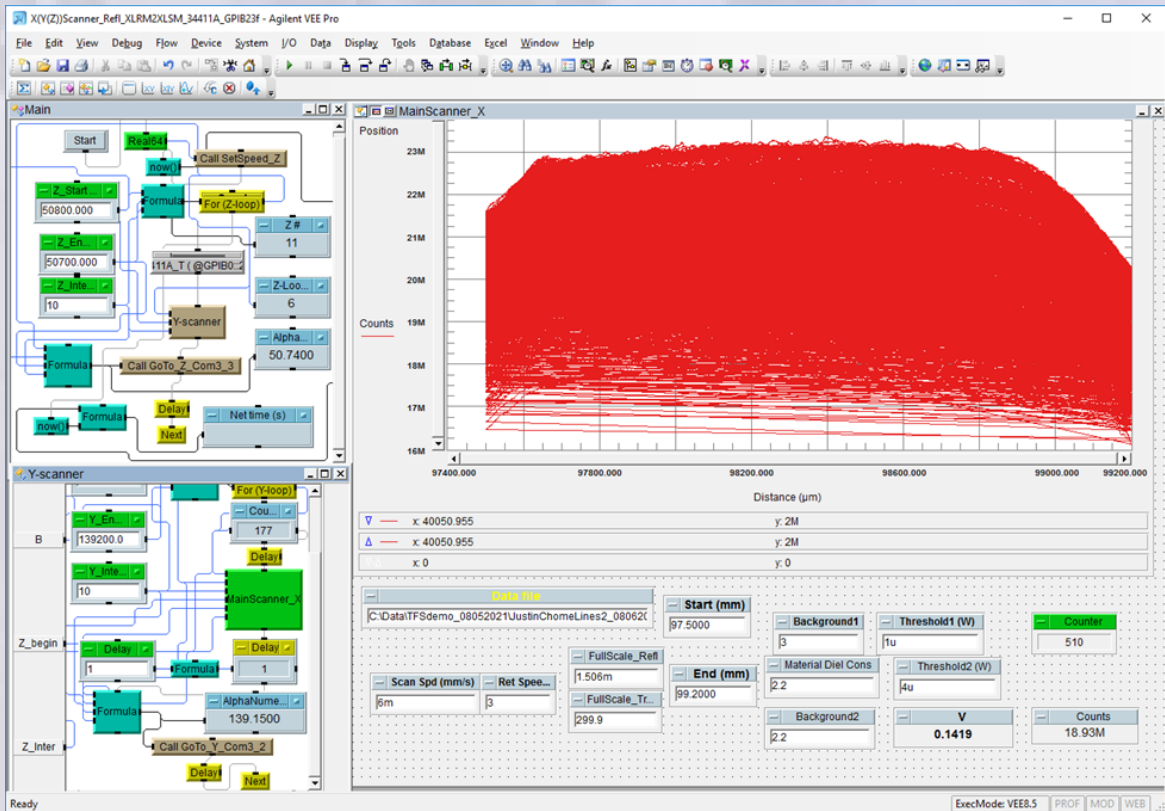 X(Y(Z))Scanner_Refl_XLRM2XLSM_34411A_GPIB23f - Agilent VEE Pro
File Edit View Debug Flow Device System I/O Data Display Tools Database Excel Window Help
Main
Start
Real64
now()
Call SetSpeed_Z
Z_Start...
50800.000
Formula
For (Z-loop)
Z #
11
Z_En...
50700.000
I11A_T ( @GPIB0::2
Z_Inte...
10
Z-Loo...
6
Y-scanner
Alpha...
50.7400
Formula
Call GoTo_Z_Com3_3
now()
Formula
Delay
Next
Net time (s)
Y-scanner
For (Y-loop)
Y_En...
139200.0
Cou...
177
B
Delay
Y_Inte...
10
MainScanner_X
Z_begin
Delay
1
Formula
Delay
1
Formula
AlphaNume...
139.1500
Z_Inter
Call GoTo_Y_Com3_2
Delay
Next
MainScanner_X
Position
23M
22M
21M
20M
Counts
19M
18M
17M
16M
97400.000 97800.000 98200.000 98600.000 99000.000 99200.000
Distance (µm)
x: 40050.955 y: 2M
x: 40050.955 y: 2M
x: 0 y: 0
Data file
C:\Data\TFSdemo_08052021\JustinChomeLines2_080620
Start (mm)
97.5000
Background1
3
Threshold1 (W)
1u
Counter
510
Scan Spd (mm/s)
6m
Ret Spee...
3
FullScale_Refl
1.506m
FullScale_Tr...
299.9
End (mm)
99.2000
Material Diel Cons
2.2
Threshold2 (W)
4u
Background2
2.2
V
0.1419
Counts
18.93M
Ready
ExecMode: VEE8.5 PROF MOD WEB